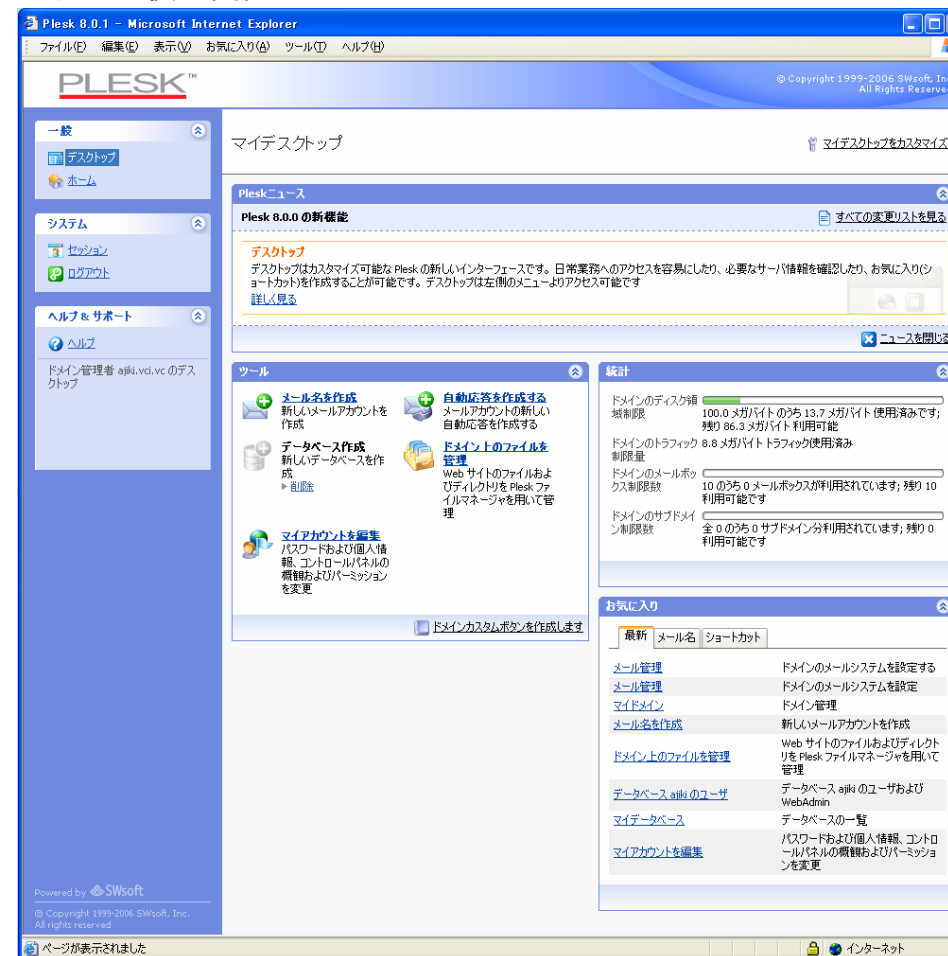 Plesk 8.0.1 - Microsoft Internet Explorer
ファイル(F) 編集(E) 表示(V) お気に入り(A) ツール(T) ヘルプ(H)
PLESK™
© Copyright 1999-2006 SWsoft, In
All Rights Reserve
一般
デスクトップ
ホーム
システム
セッション
ログアウト
ヘルプ & サポート
ヘルプ
ドメイン管理者 ajiki.vci.vc のデス
クトップ
マイデスクトップ
マイデスクトップをカスタマイズ
Pleskニュース
Plesk 8.0.0 の新機能
すべての変更リストを見る
デスクトップ
デスクトップはカスタマイズ可能な Plesk の新しいインターフェースです。日常業務へのアクセスを容易にしたり、必要なサーバ情報を確認したり、お気に入り(シ
ョートカット)を作成することが可能です。デスクトップは左側のメニューよりアクセス可能です
詳しく見る
ニュースを閉じる
ツール
メール名を作成
新しいメールアカウントを
作成
自動応答を作成する
メールアカウントの新しい
自動応答を作成する
データベース作成
新しいデータベースを作
成
削除
ドメイン上のファイルを
管理
Web サイトのファイルおよ
びディレクトリを Plesk ファ
イルマネージャを用いて管
理
マイアカウントを編集
パスワードおよび個人情
報、コントロールパネルの
概観およびパーミッション
を変更
ドメインカスタムボタンを作成します
統計
ドメインのディスク領
域制限
100.0 メガバイト のうち 13.7 メガバイト 使用済みです;
残り 86.3 メガバイト 利用可能
ドメインのトラフィック
制限量
8.8 メガバイト トラフィック使用済み
ドメインのメールボッ
クス制限数
10 のうち 0 メールボックスが利用されています; 残り 10
利用可能です
ドメインのサブドメイ
ン制限数
全 0 のうち 0 サブドメイン分利用されています; 残り 0
利用可能です
お気に入り
最新 メール名 ショートカット
メール管理 ドメインのメールシステムを設定する
メール管理 ドメインのメールシステムを設定
マイドメイン ドメイン管理
メール名を作成 新しいメールアカウントを作成
ドメイン上のファイルを管理
Web サイトのファイルおよびディレクト
リを Plesk ファイルマネージャを用いて
管理
データベース ajiki のユーザ
データベース ajiki のユーザおよび
WebAdmin
マイデータベース データベースの一覧
マイアカウントを編集
パスワードおよび個人情報、コントロ
ールパネルの概観およびパーミッショ
ンを変更
Powered by SWsoft
© Copyright 1999-2006 SWsoft, Inc.
All rights reserved
ページが表示されました
インターネット